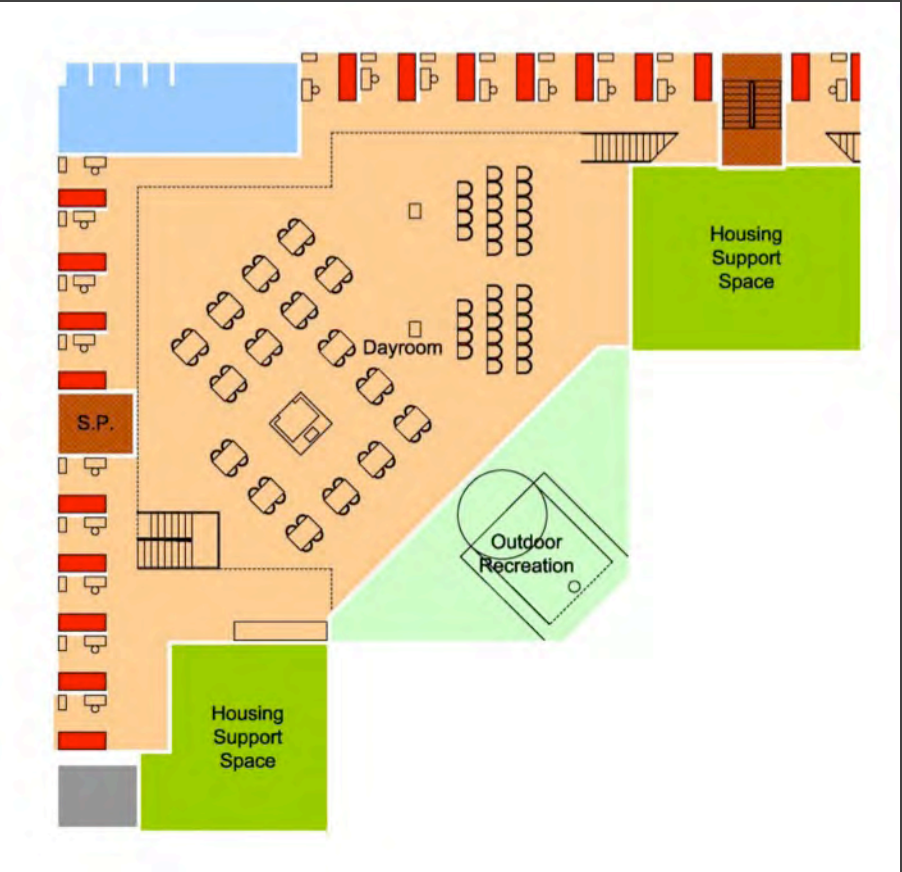 Housing
Support
Space
Dayroom
S.P.
Outdoor
Recreation
Housing
Support
Space